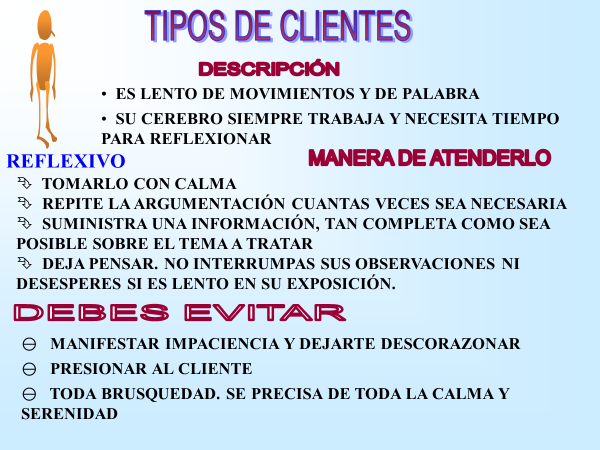 TIPOS DE CLIENTES
DESCRIPCIÓN
• ES LENTO DE MOVIMIENTOS Y DE PALABRA
• SU CEREBRO SIEMPRE TRABAJA Y NECESITA TIEMPO
PARA REFLEXIONAR
REFLEXIVO
MANERA DE ATENDERLO
TOMARLO CON CALMA
REPITE LA ARGUMENTACIÓN CUANTAS VECES SEA NECESARIA
SUMINISTRA UNA INFORMACIÓN, TAN COMPLETA COMO SEA
POSIBLE SOBRE EL TEMA A TRATAR
DEJA PENSAR. NO INTERRUMPAS SUS OBSERVACIONES NI
DESESPERES SI ES LENTO EN SU EXPOSICIÓN.
DEBES EVITAR
MANIFESTAR IMPACIENCIA Y DEJARTE DESCORAZONAR
PRESIONAR AL CLIENTE
TODA BRUSQUEDAD. SE PRECISA DE TODA LA CALMA Y
SERENIDAD